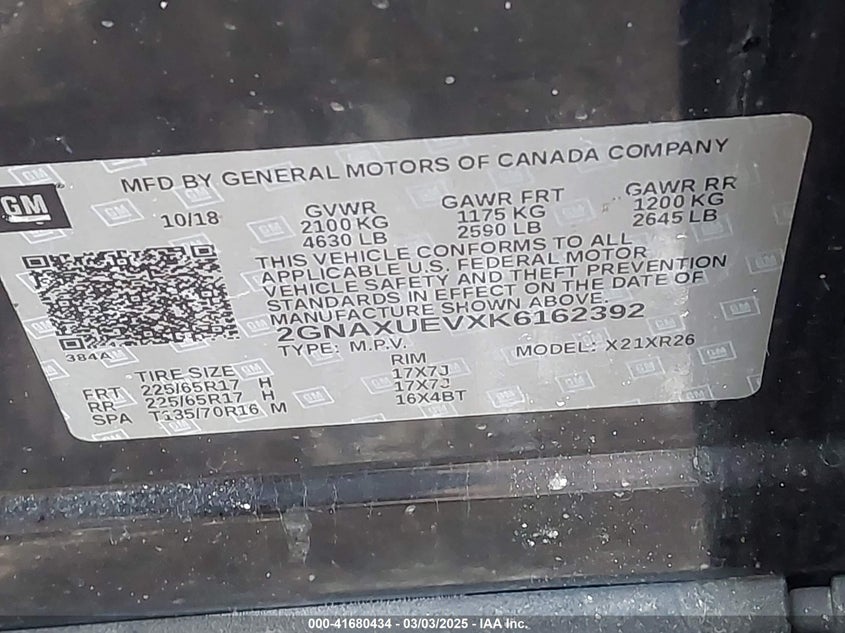 MFD BY GENERAL MOTORS OF CANADA COMPANY
GM
10/18
GVWR
2100 KG
4630 LB
GAWR FRT
1175 KG
2590 LB
GAWR RR
1200 KG
2645 LB
THIS VEHICLE CONFORMS TO ALL
APPLICABLE U.S. FEDERAL MOTOR
VEHICLE SAFETY AND THEFT PREVENTION
STANDARDS IN EFFECT ON THE DATE OF
MANUFACTURE SHOWN ABOVE.
2GNAXUEVXK6162392
TYPE: M.P.V. MODEL: X21XR26
384A
TIRE SIZE RIM
FRT 225/65R17 H 17X7J
RR 225/65R17 H 17X7J
SPA T135/70R16 M 16X4BT
000-41680434 - 03/03/2025 - IAA Inc.